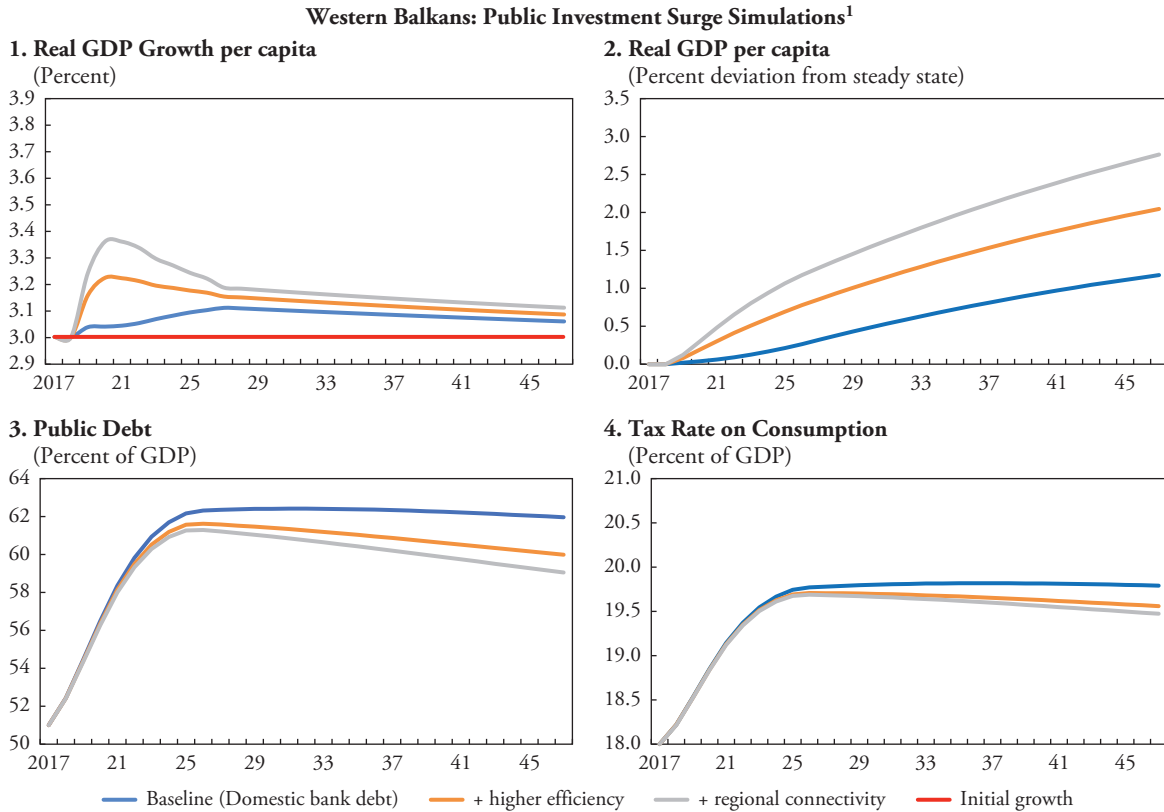 Western Balkans: Public Investment Surge Simulations¹
1. Real GDP Growth per capita
(Percent)
3.9
3.8
3.7
3.6
3.5
3.4
3.3
3.2
3.1
3.0
2.9
2017 21 25 29 33 37 41 45
2. Real GDP per capita
(Percent deviation from steady state)
3.5
3.0
2.5
2.0
1.5
1.0
0.5
0.0
2017 21 25 29 33 37 41 45
3. Public Debt
(Percent of GDP)
64
62
60
58
56
54
52
50
2017 21 25 29 33 37 41 45
4. Tax Rate on Consumption
(Percent of GDP)
21.0
20.5
20.0
19.5
19.0
18.5
18.0
2017 21 25 29 33 37 41 45
Baseline (Domestic bank debt) + higher efficiency + regional connectivity Initial growth